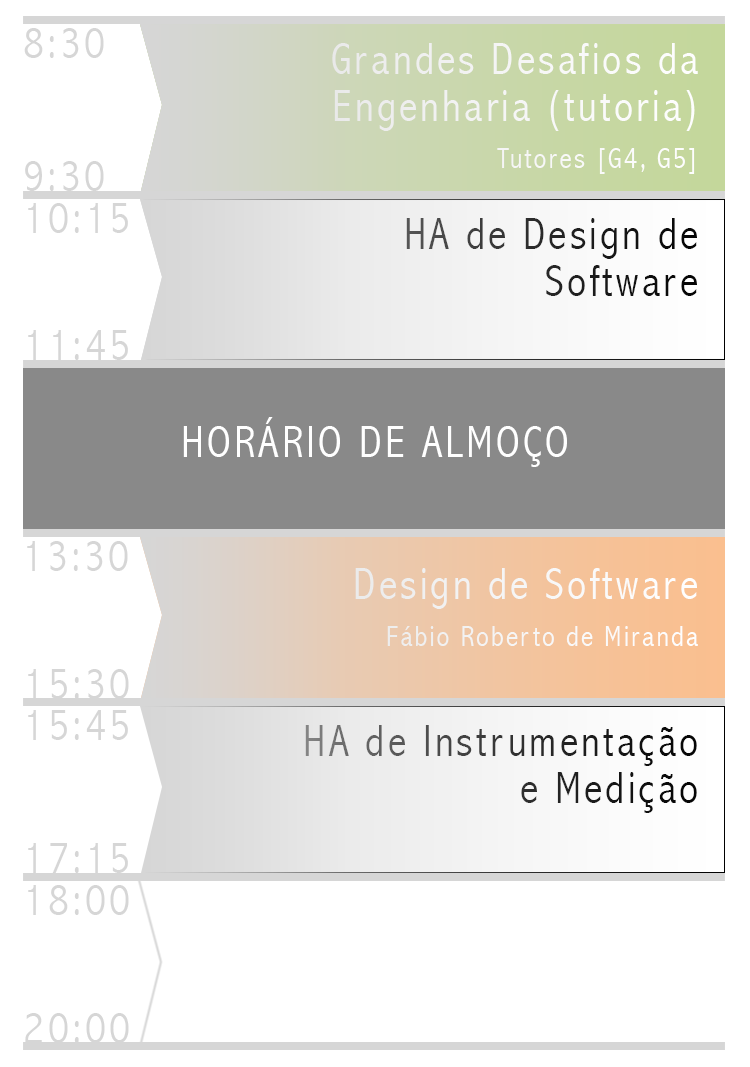 8:30
Grandes Desafios da
Engenharia (tutoria)
Tutores [G4, G5]
9:30
10:15
HA de Design de
Software
11:45
HORÁRIO DE ALMOÇO
13:30
Design de Software
Fábio Roberto de Miranda
15:30
15:45
HA de Instrumentação
e Medição
17:15
18:00
20:00